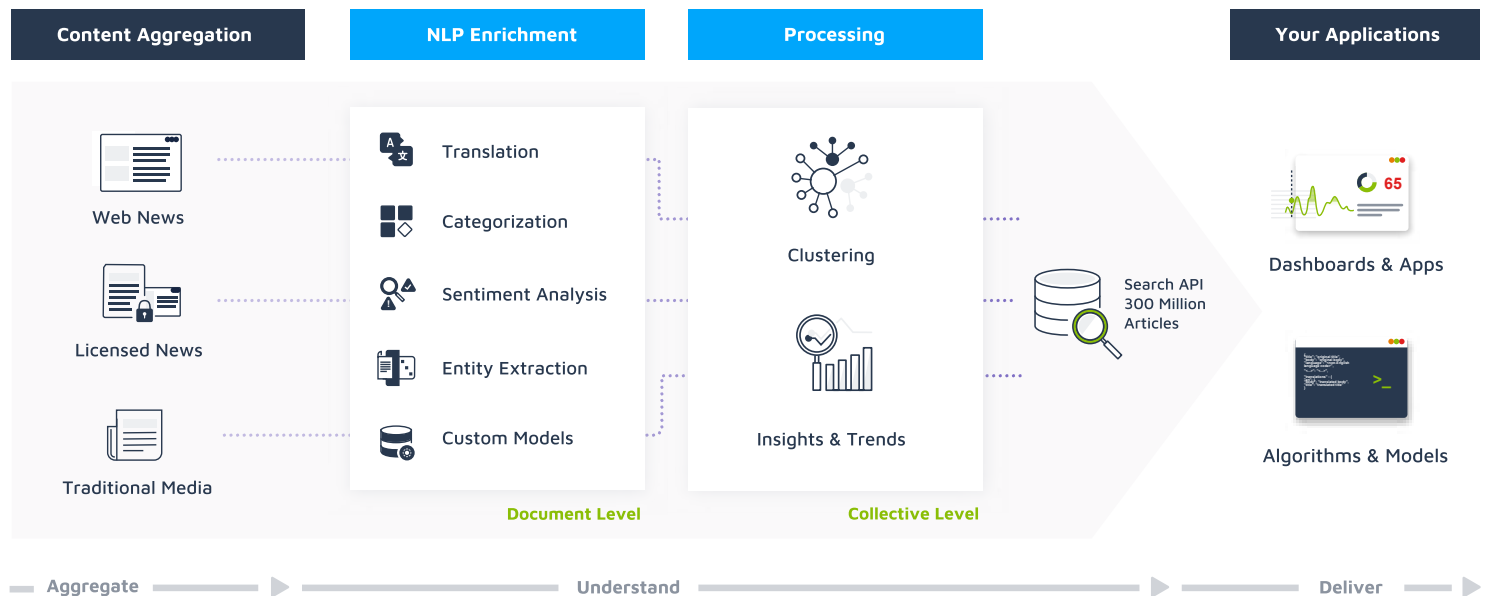 Content Aggregation
NLP Enrichment
Processing
Your Applications
Web News
Licensed News
Traditional Media
A
文
Translation
Categorization
Sentiment Analysis
Entity Extraction
Custom Models
Document Level
Clustering
Insights & Trends
Collective Level
Search API
300 Million
Articles
65
Dashboards & Apps
>_
Algorithms & Models
Aggregate
Understand
Deliver